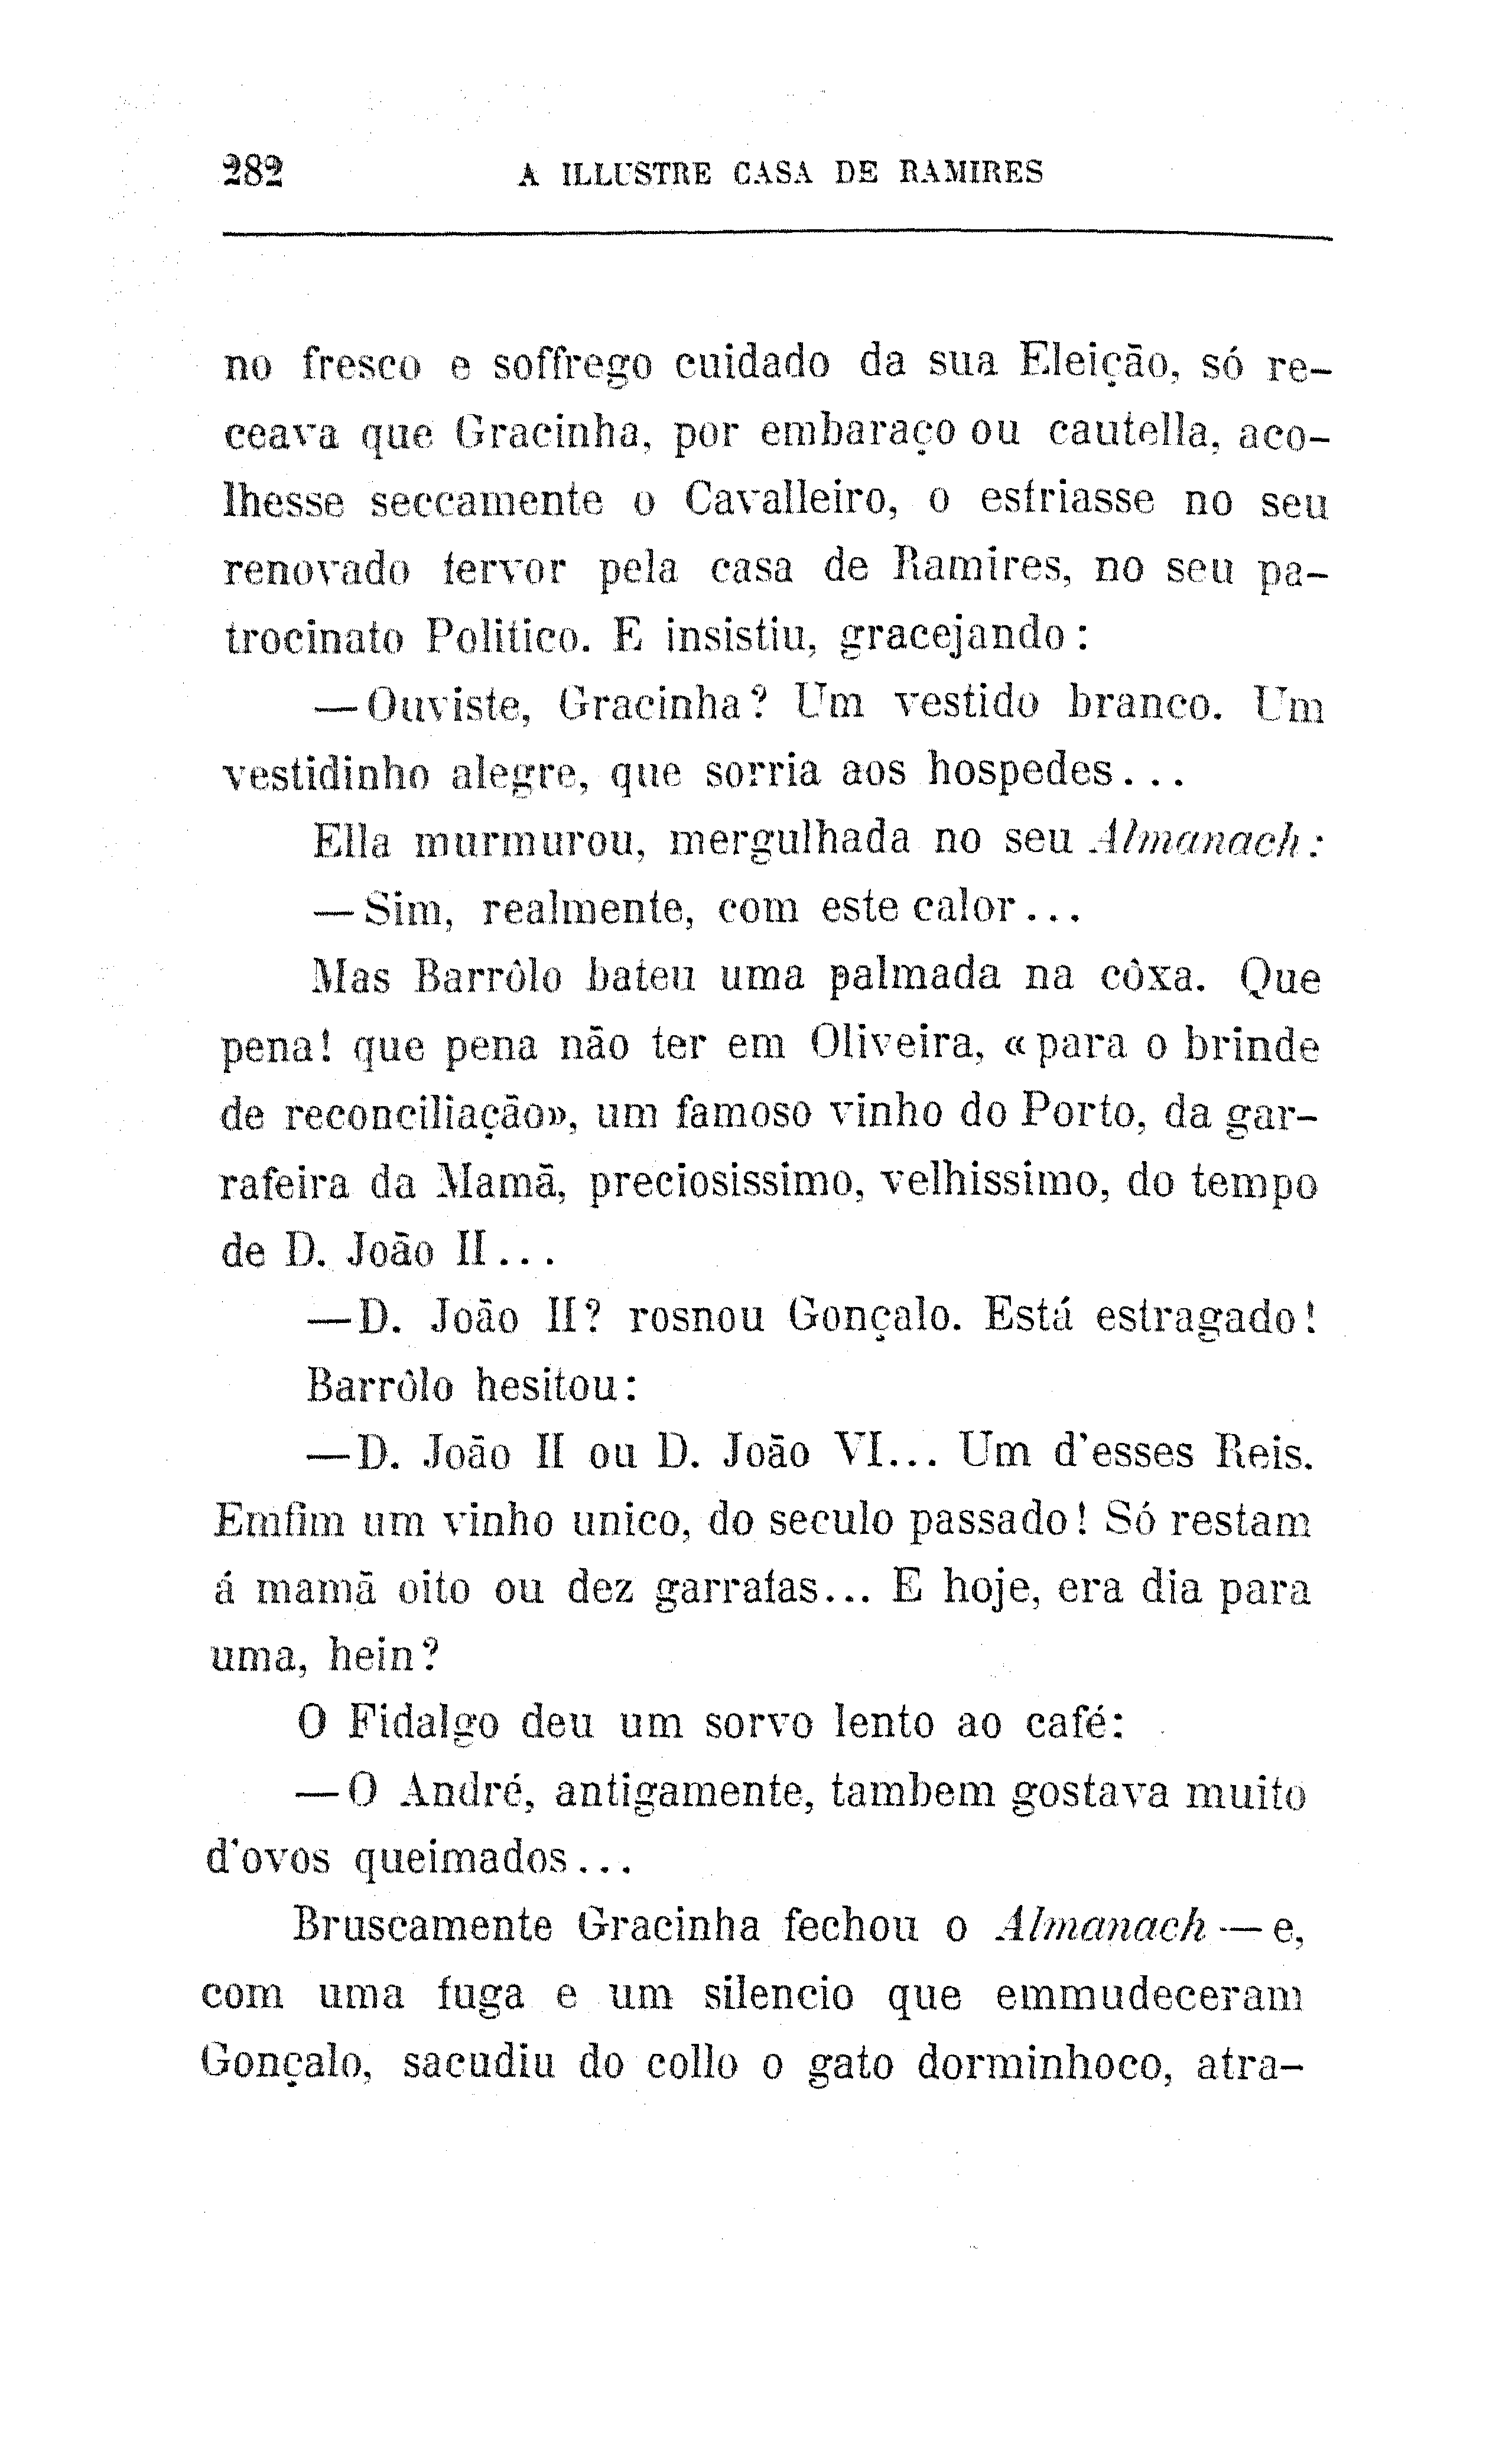 282 A ILLUSTRE CASA DE RAMIRES
no fresco e soffrego cuidado da sua Eleição, só re-
ceava que Gracinha, por embaraço ou cautella, aco-
lhesse seccamente o Cavalleiro, o esfriasse no seu
renovado fervor pela casa de Ramires, no seu pa-
trocinato Politico. E insistiu, gracejando:
—Ouviste, Gracinha? Um vestido branco. Um
vestidinho alegre, que sorria aos hospedes...
Ella murmurou, mergulhada no seu Almanach:
—Sim, realmente, com este calor...
Mas Barrôlo bateu uma palmada na côxa. Que
pena! que pena não ter em Oliveira, «para o brinde
de reconciliação», um famoso vinho do Porto, da gar-
rafeira da Mamã, preciosissimo, velhissimo, do tempo
de D. João II...
—D. João II? rosnou Gonçalo. Está estragado!
Barrôlo hesitou:
—D. João II ou D. João VI... Um d'esses Reis.
Emfim um vinho unico, do seculo passado! Só restam
á mamã oito ou dez garrafas... E hoje, era dia para
uma, hein?
O Fidalgo deu um sorvo lento ao café:
—O André, antigamente, tambem gostava muito
d'ovos queimados...
Bruscamente Gracinha fechou o Almanach—e,
com uma fuga e um silencio que emmudeceram
Gonçalo, sacudiu do collo o gato dorminhoco, atra-